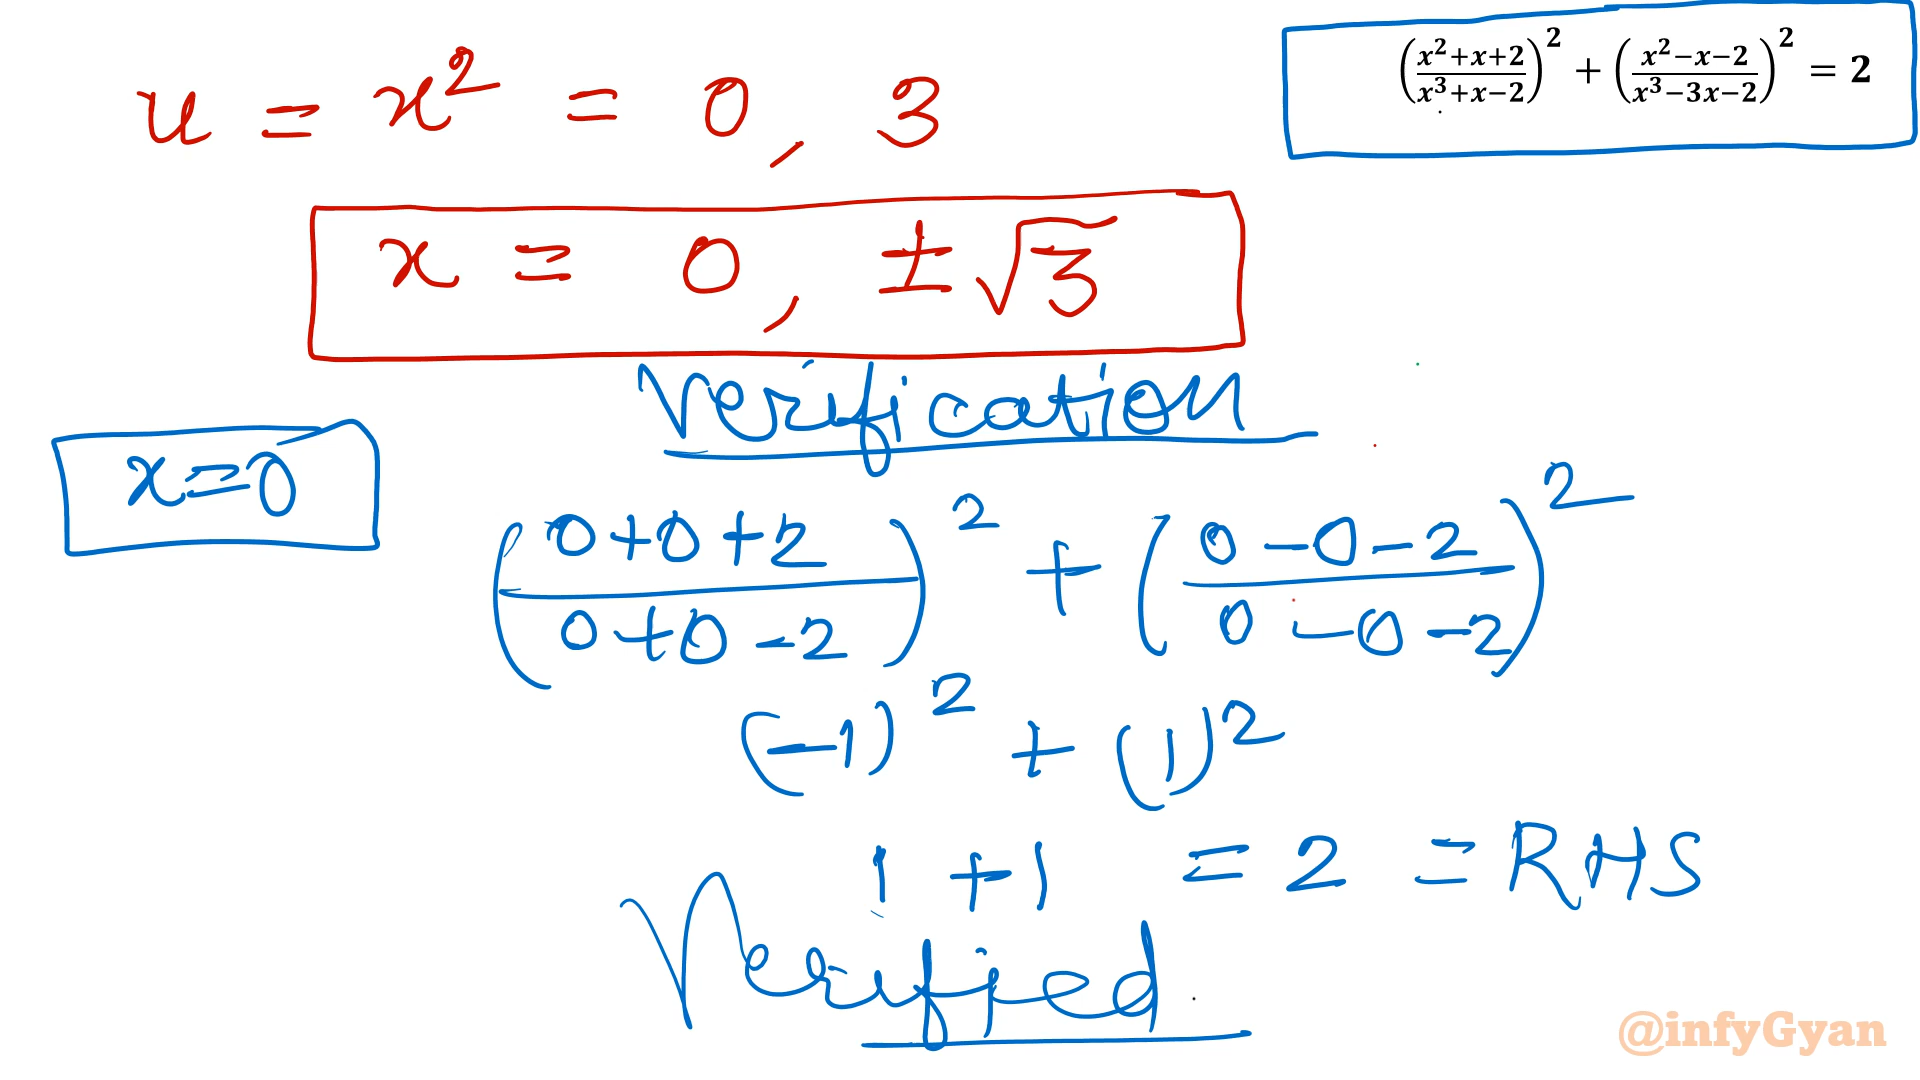 u = x² = 0, 3
((x²+x+2)/(x³+x−2))² + ((x²−x−2)/(x³−3x−2))² = 2
x = 0, ±√3
Verification
x=0
((0+0+2)/(0+0−2))² + ((0−0−2)/(0−0−2))²
(−1)² + (1)²
1 + 1 = 2 = RHS
Verified
@infyGyan